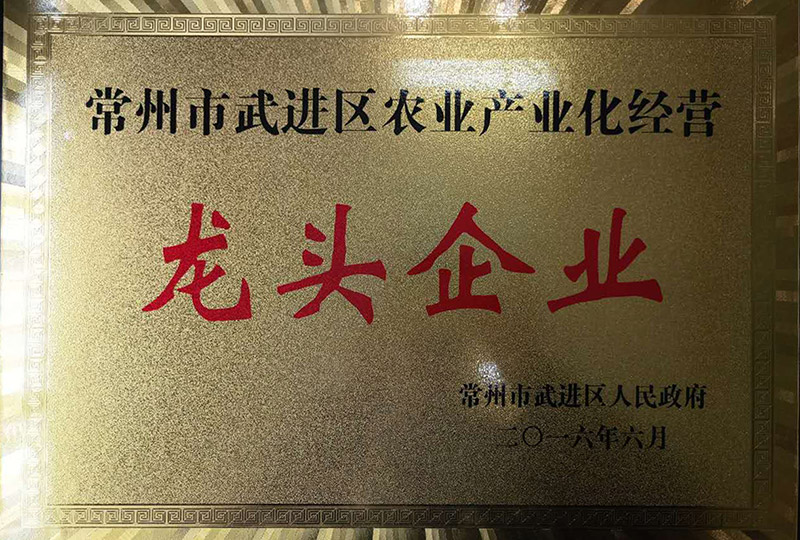 常州市武进区农业产业化经营
龙头企业
常州市武进区人民政府
二〇一六年六月